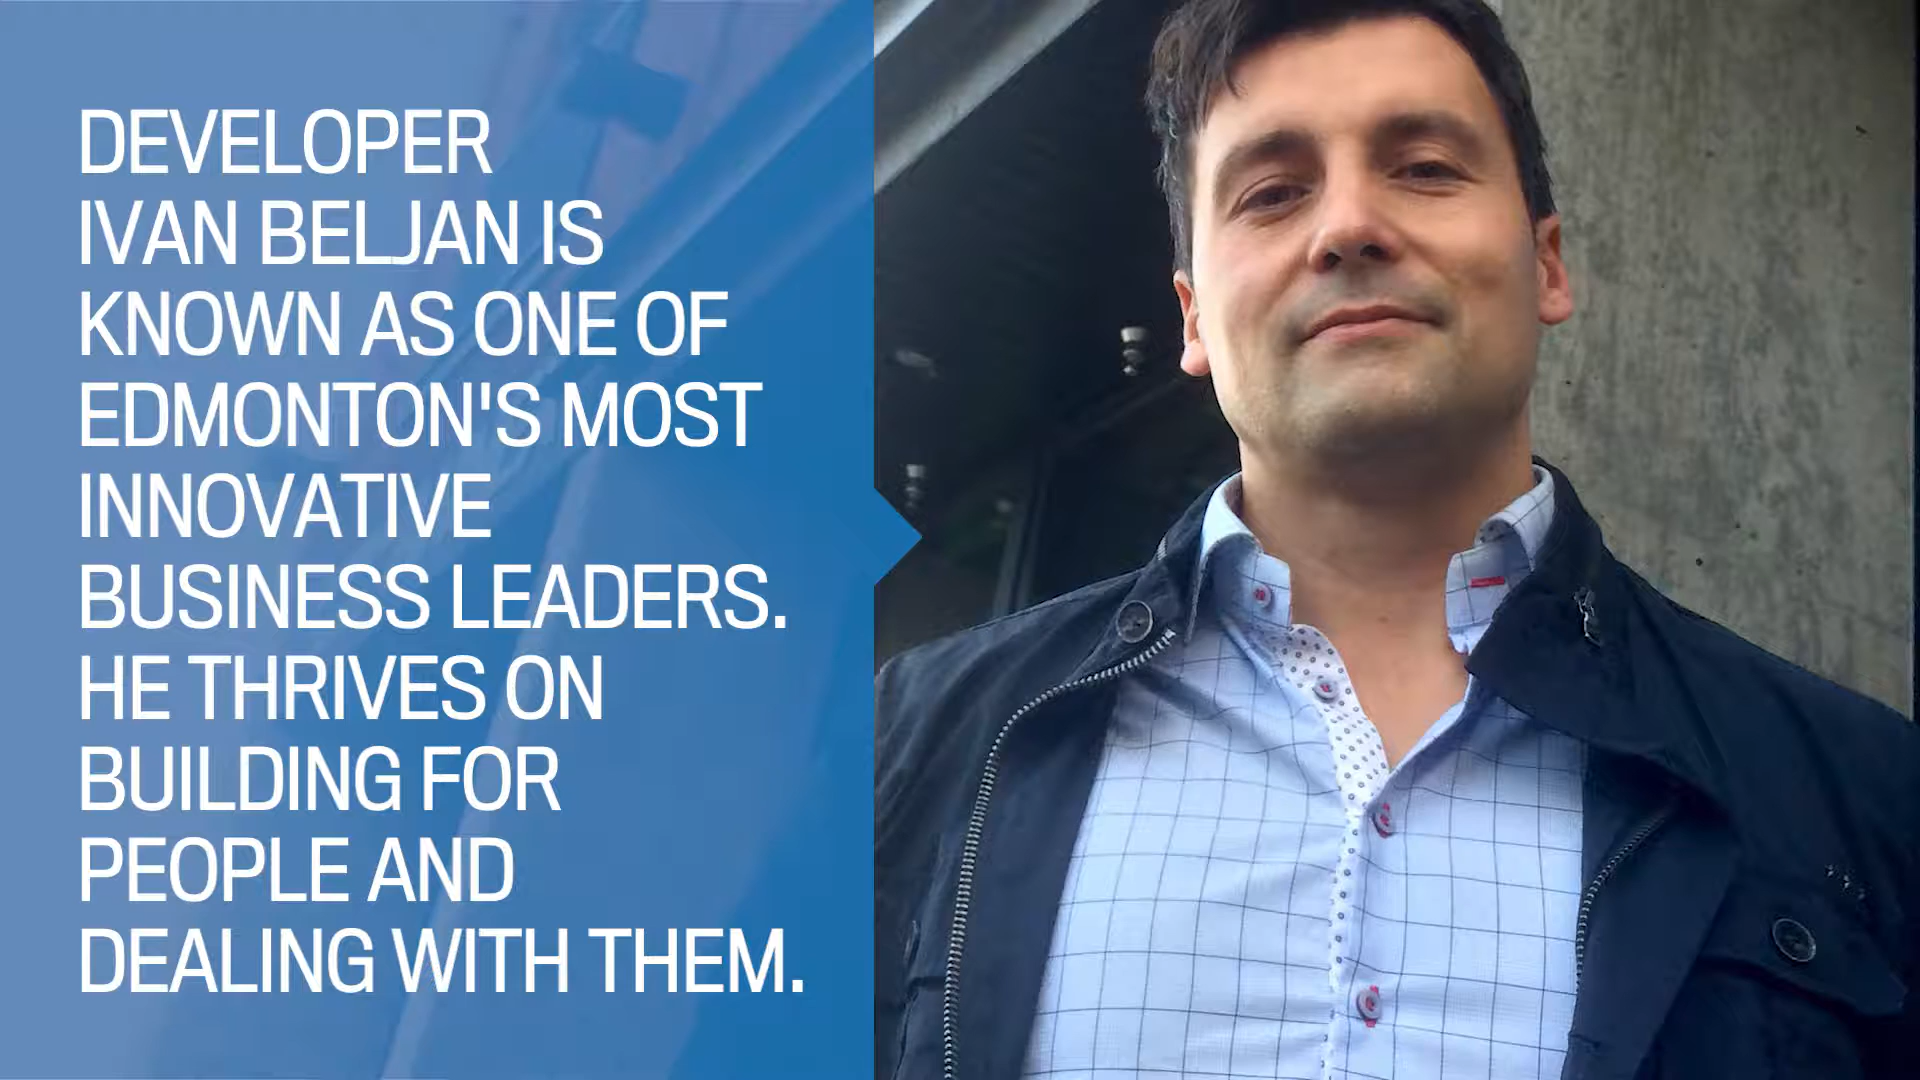 DEVELOPER
IVAN BELJAN IS
KNOWN AS ONE OF
EDMONTON'S MOST
INNOVATIVE
BUSINESS LEADERS.
HE THRIVES ON
BUILDING FOR
PEOPLE AND
DEALING WITH THEM.